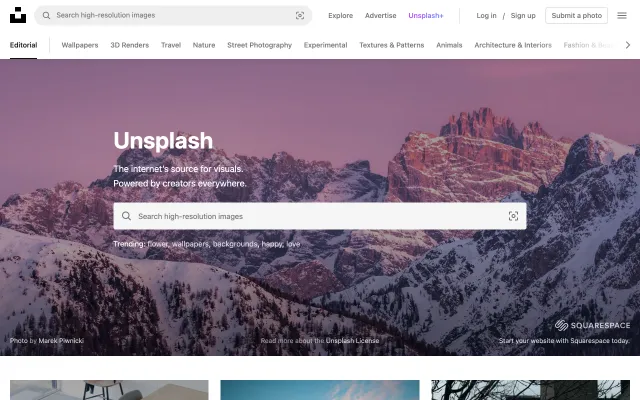 Search high-resolution images
Explore
Advertise
Unsplash+
Log in / Sign up
Submit a photo
Editorial
Wallpapers
3D Renders
Travel
Nature
Street Photography
Experimental
Textures & Patterns
Animals
Architecture & Interiors
Fashion &
Unsplash
The internet's source for visuals.
Powered by creators everywhere.
Search high-resolution images
Trending: flower, wallpapers, backgrounds, happy, love
SQUARESPACE
Photo by Marek Piwnicki
Read more about the Unsplash License
Start your website with Squarespace today.